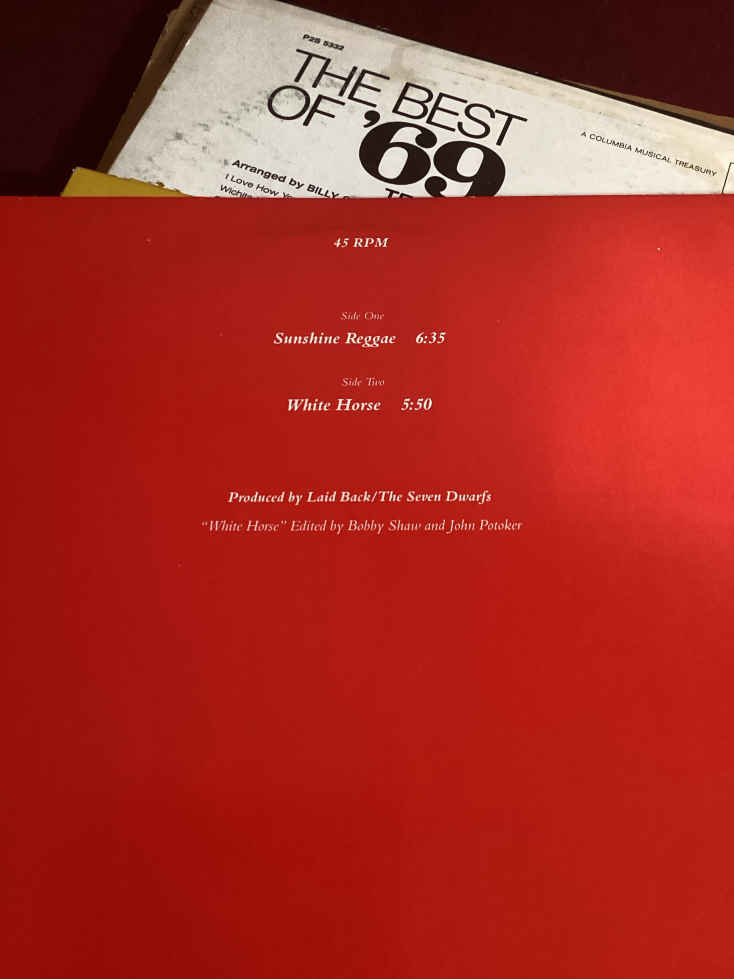 P2S 5332
THE BEST
OF '69
A COLUMBIA MUSICAL TREASURY
Arranged by BILLY
I Love How
45 RPM
Side One
Sunshine Reggae 6:35
Side Two
White Horse 5:50
Produced by Laid Back/The Seven Dwarfs
“White Horse” Edited by Bobby Shaw and John Potoker